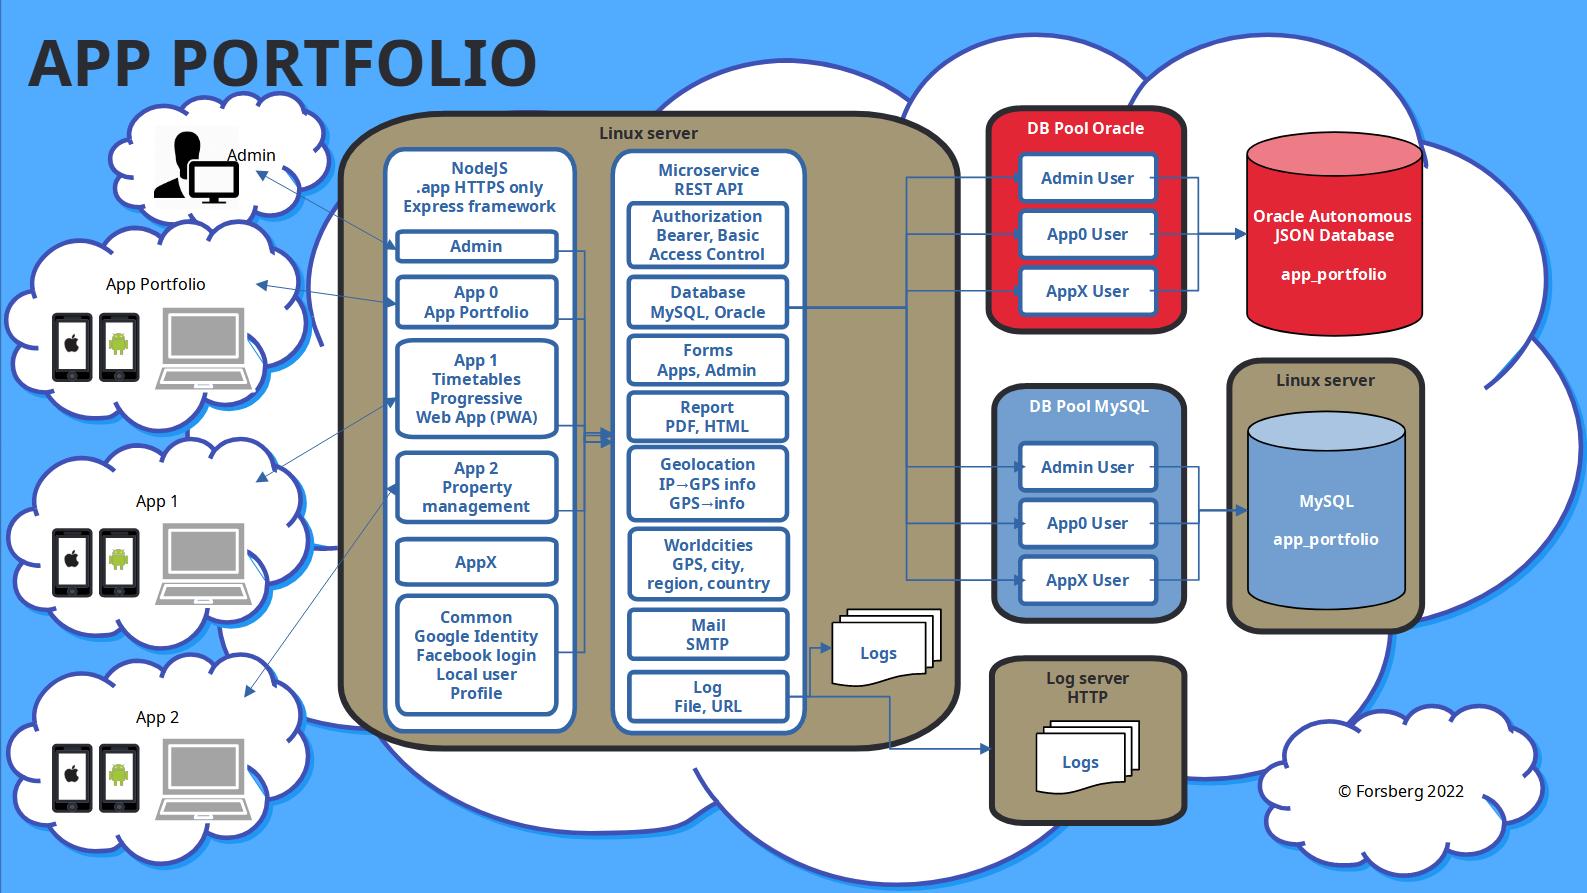 APP PORTFOLIO
Admin
App Portfolio
App 1
App 2
Linux server
NodeJS
.app HTTPS only
Express framework
Admin
App 0
App Portfolio
App 1
Timetables
Progressive
Web App (PWA)
App 2
Property
management
AppX
Common
Google Identity
Facebook login
Local user
Profile
Microservice
REST API
Authorization
Bearer, Basic
Access Control
Database
MySQL, Oracle
Forms
Apps, Admin
Report
PDF, HTML
Geolocation
IP→GPS info
GPS→info
Worldcities
GPS, city,
region, country
Mail
SMTP
Log
File, URL
Logs
DB Pool Oracle
Admin User
App0 User
AppX User
Oracle Autonomous
JSON Database
app_portfolio
DB Pool MySQL
Admin User
App0 User
AppX User
Linux server
MySQL
app_portfolio
Log server
HTTP
Logs
© Forsberg 2022